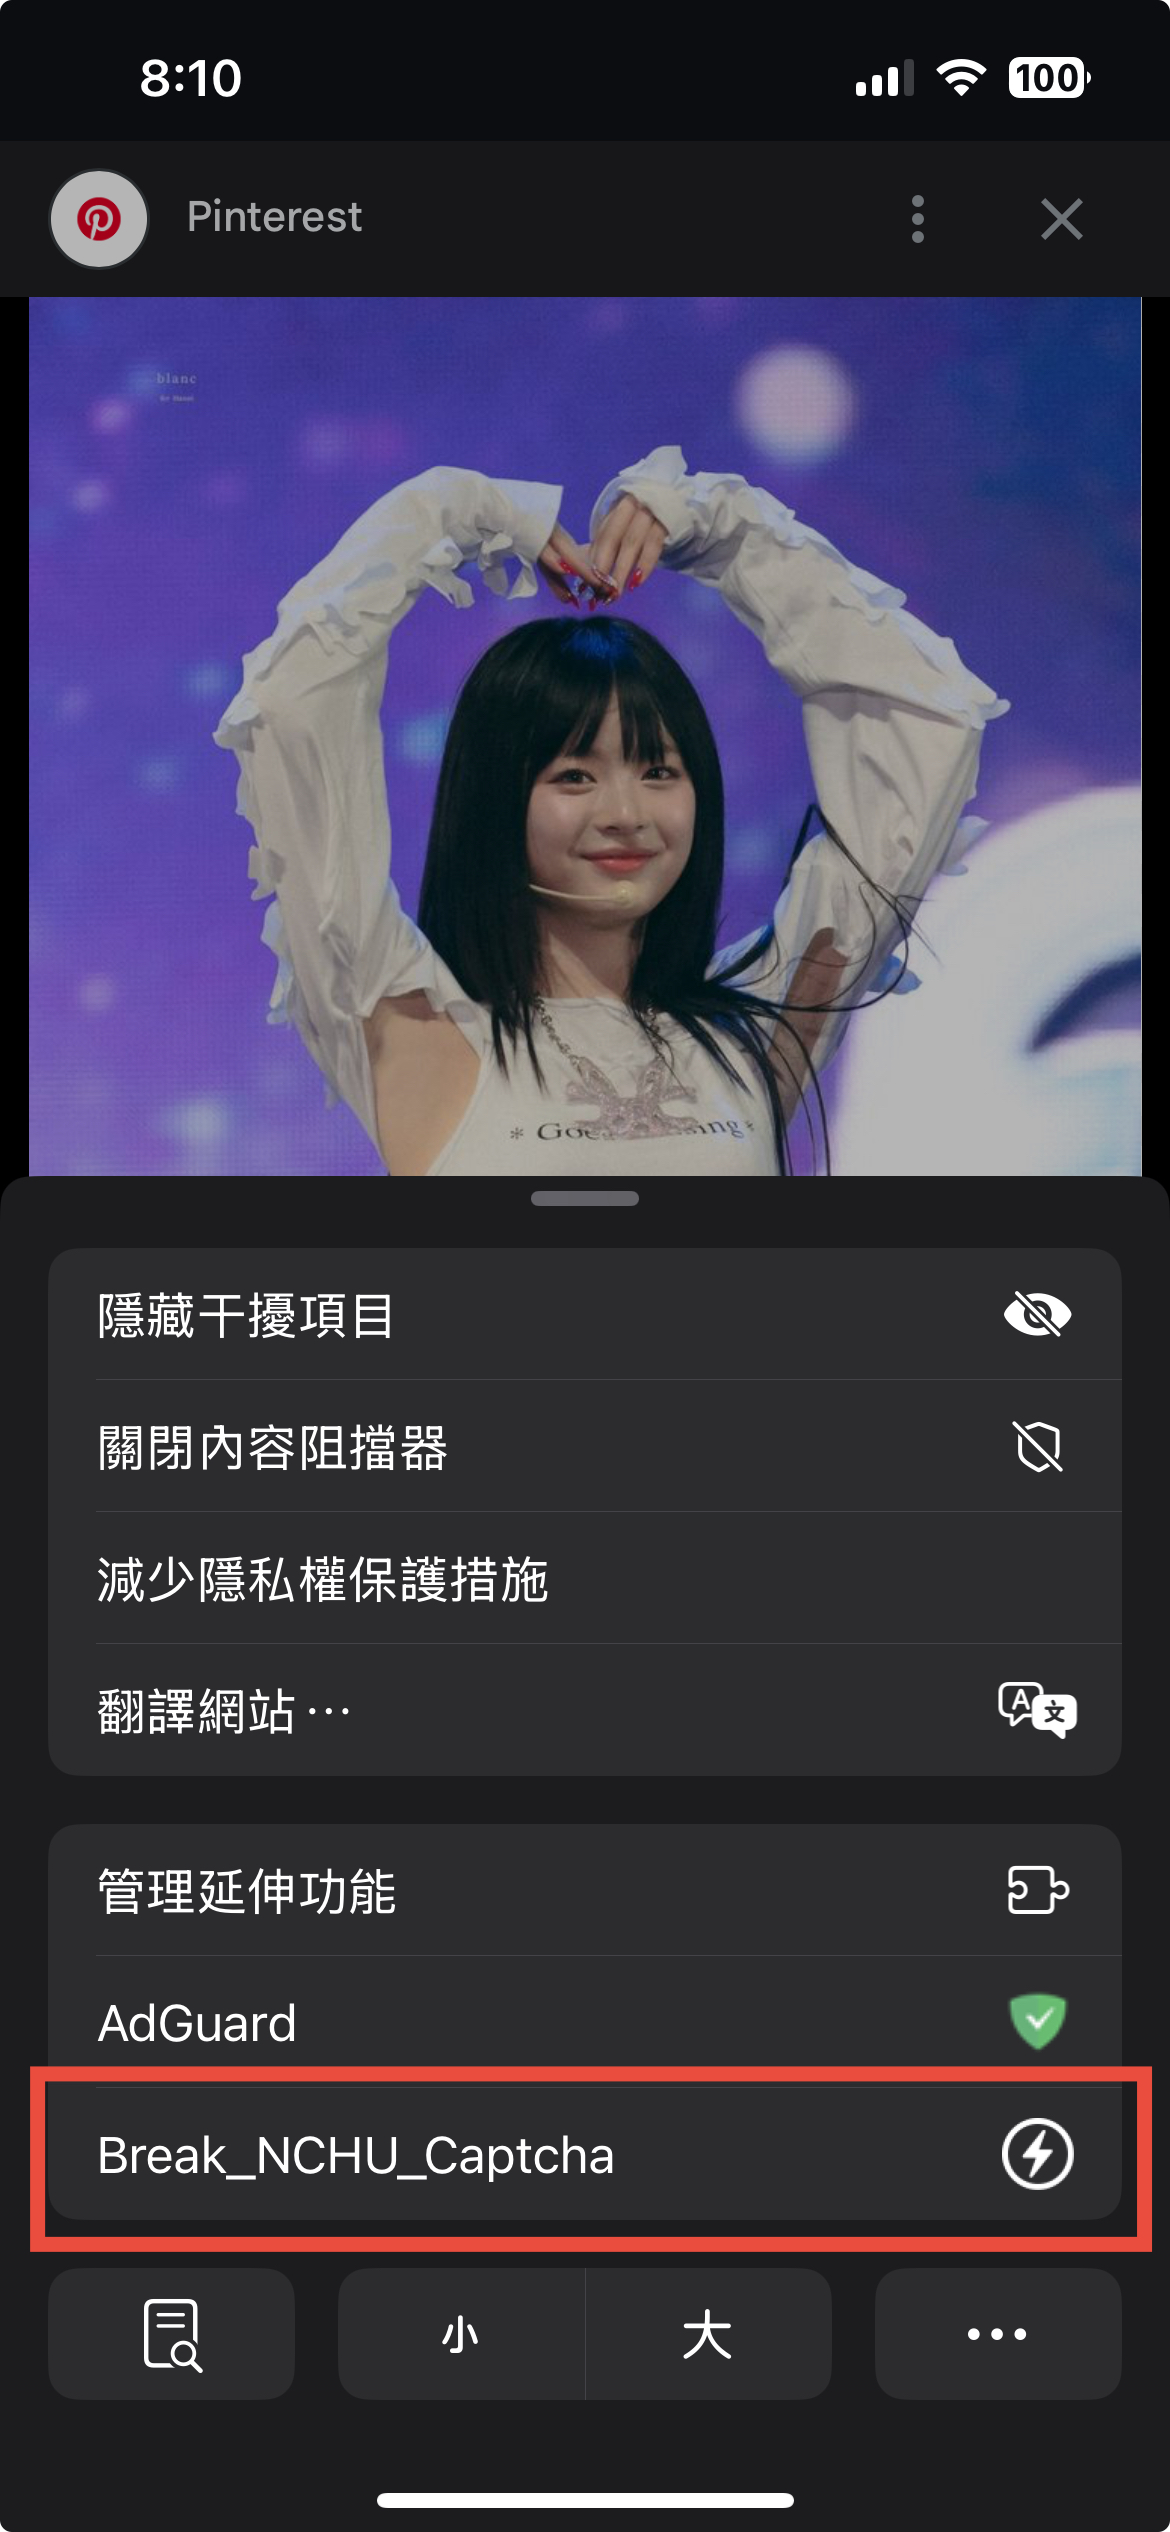 8:10
100
Pinterest
blanc
隱藏干擾項目
關閉內容阻擋器
減少隱私權保護措施
翻譯網站⋯
管理延伸功能
AdGuard
Break_NCHU_Captcha
小
大